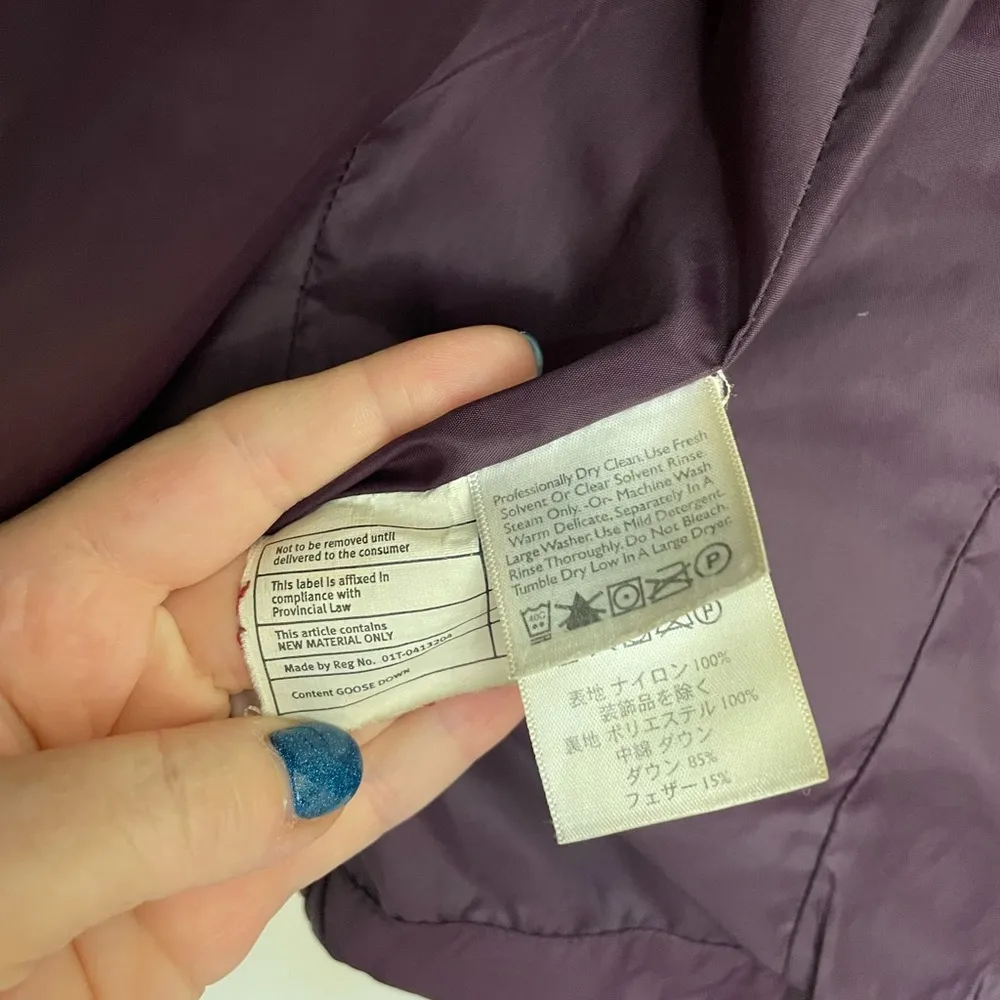 Not to be removed until
delivered to the consumer
This label is affixed in
compliance with
Provincial Law
This article contains
NEW MATERIAL ONLY
Made by Reg No. 01T-0413204
Content GOOSE DOWN
Professionally Dry Clean. Use Fresh
Solvent Or Clear Solvent Rinse
Steam Only. -Or- Machine Wash
Warm Delicate, Separately In A
Large Washer. Use Mild Detergent.
Rinse Thoroughly. Do Not Bleach.
Tumble Dry Low In A Large Dryer.
40C
P
P
表地 ナイロン 100%
装飾品を除く
裏地 ポリエステル 100%
中綿 ダウン
ダウン 85%
フェザー 15%